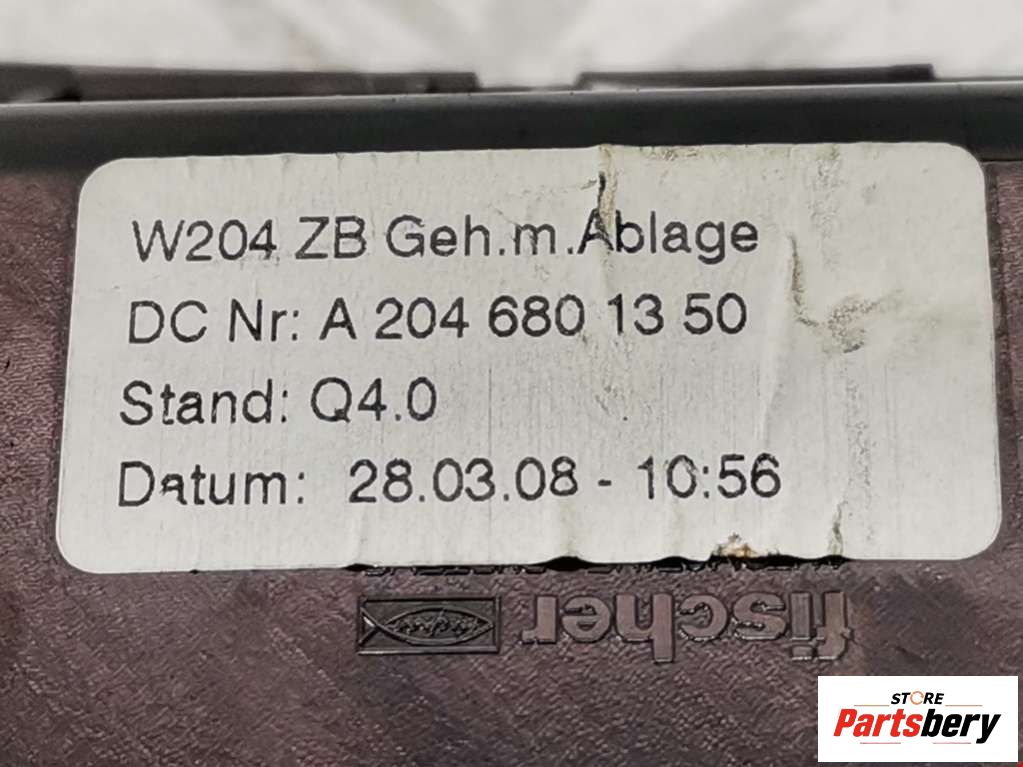 W204 ZB Geh.m.Ablage
DC Nr: A 204 680 13 50
Stand: Q4.0
Datum: 28.03.08 - 10:56
fischer
STORE
Partsbery